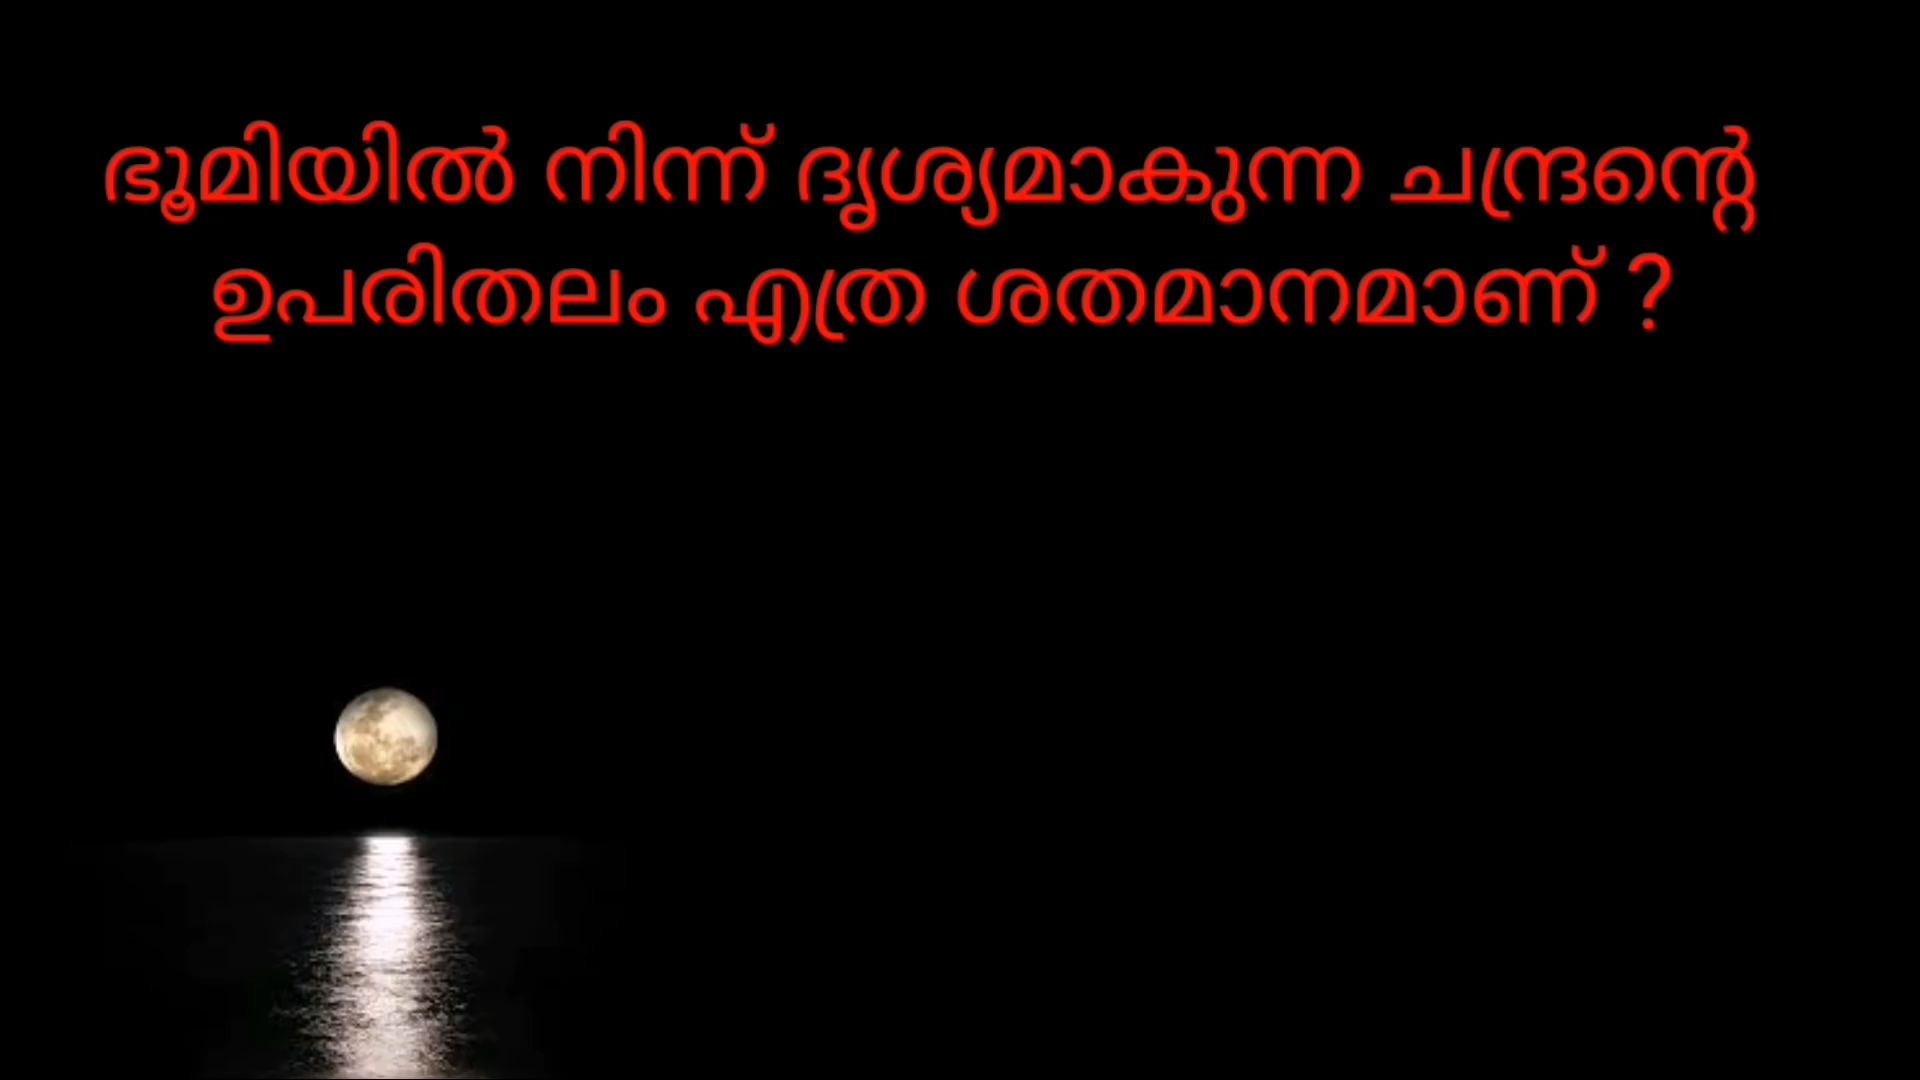 ഭൂമിയിൽ നിന്ന് ദൃശ്യമാകുന്ന ചന്ദ്രന്റെ
ഉപരിതലം എത്ര ശതമാനമാണ് ?